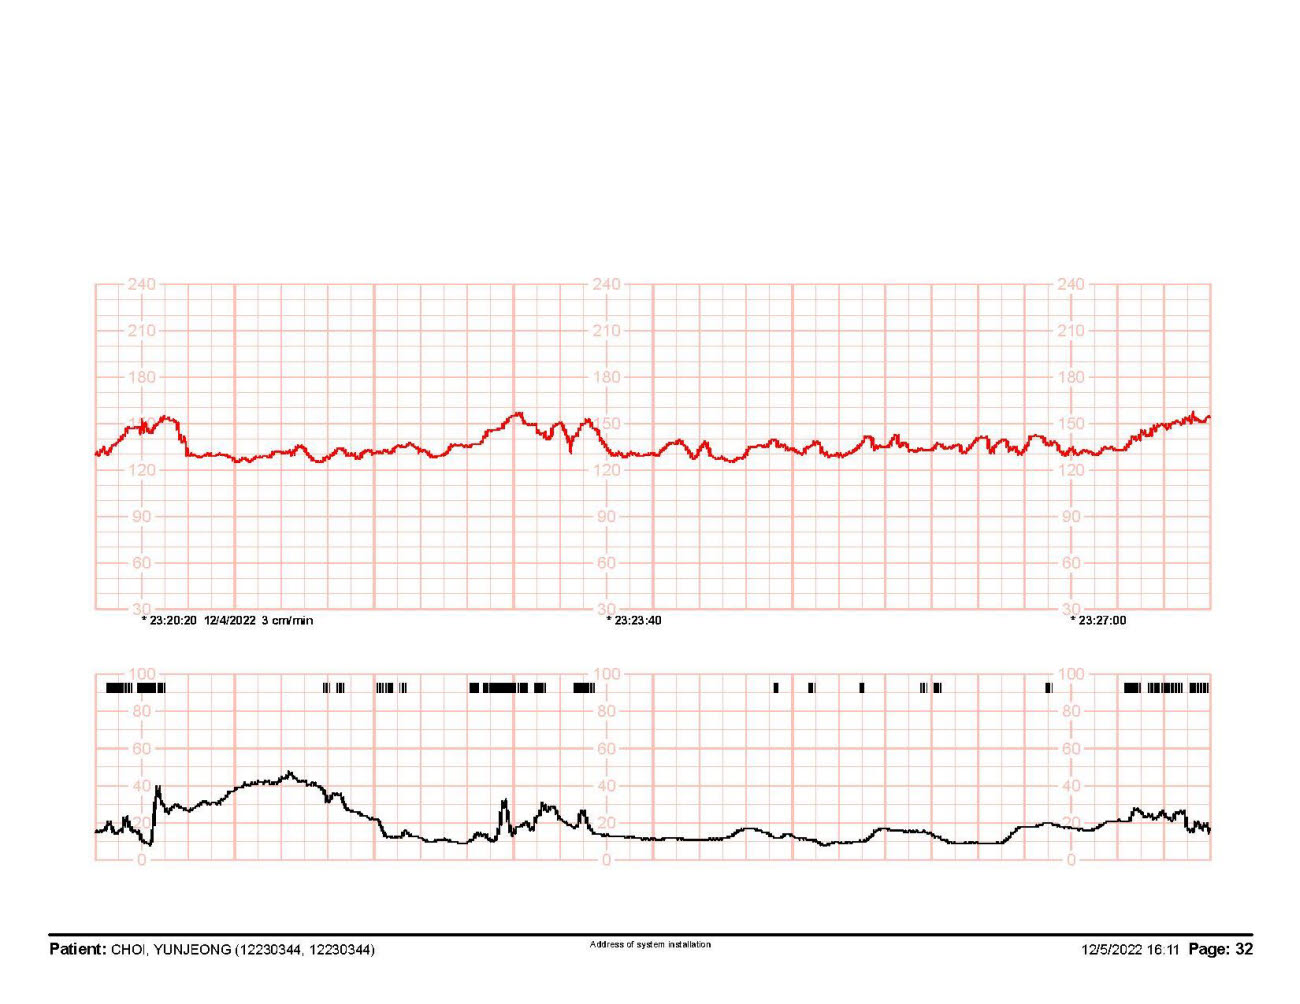 240 240 240
210 210 210
180 180 180
150 150 150
120 120 120
90 90 90
60 60 60
30 30 30
* 23:20:20 12/4/2022 3 cm/min * 23:23:40 * 23:27:00
100 100 100
80 80 80
60 60 60
40 40 40
20 20 20
0 0 0
Patient: CHOI, YUNJEONG (12230344, 12230344) Address of system installation 12/5/2022 16:11 Page: 32